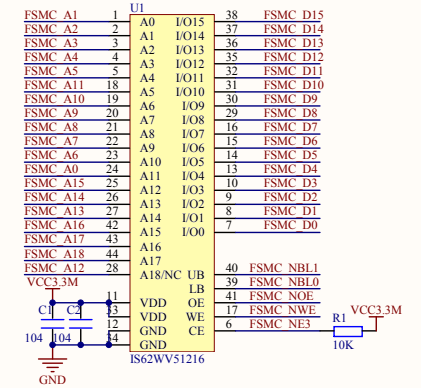 U1
FSMC_A1 1 A0 I/O15 38 FSMC_D15
FSMC_A2 2 A1 I/O14 37 FSMC_D14
FSMC_A3 3 A2 I/O13 36 FSMC_D13
FSMC_A4 4 A3 I/O12 35 FSMC_D12
FSMC_A5 5 A4 I/O11 32 FSMC_D11
FSMC_A11 18 A5 I/O10 31 FSMC_D10
FSMC_A10 19 A6 I/O9 30 FSMC_D9
FSMC_A9 20 A7 I/O8 29 FSMC_D8
FSMC_A8 21 A8 I/O7 16 FSMC_D7
FSMC_A7 22 A9 I/O6 15 FSMC_D6
FSMC_A6 23 A10 I/O5 14 FSMC_D5
FSMC_A0 24 A11 I/O4 13 FSMC_D4
FSMC_A15 25 A12 I/O3 10 FSMC_D3
FSMC_A14 26 A13 I/O2 9 FSMC_D2
FSMC_A13 27 A14 I/O1 8 FSMC_D1
FSMC_A16 42 A15 I/O0 7 FSMC_D0
FSMC_A17 43 A16
FSMC_A18 44 A17
FSMC_A12 28 A18/NC UB 40 FSMC_NBL1
LB 39 FSMC_NBL0
VCC3.3M 11 VDD OE 41 FSMC_NOE
C1 C2 33 VDD WE 17 FSMC_NWE
12 GND CE 6 FSMC_NE3 R1 VCC3.3M
104 104 34 GND 10K
IS62WV51216
GND